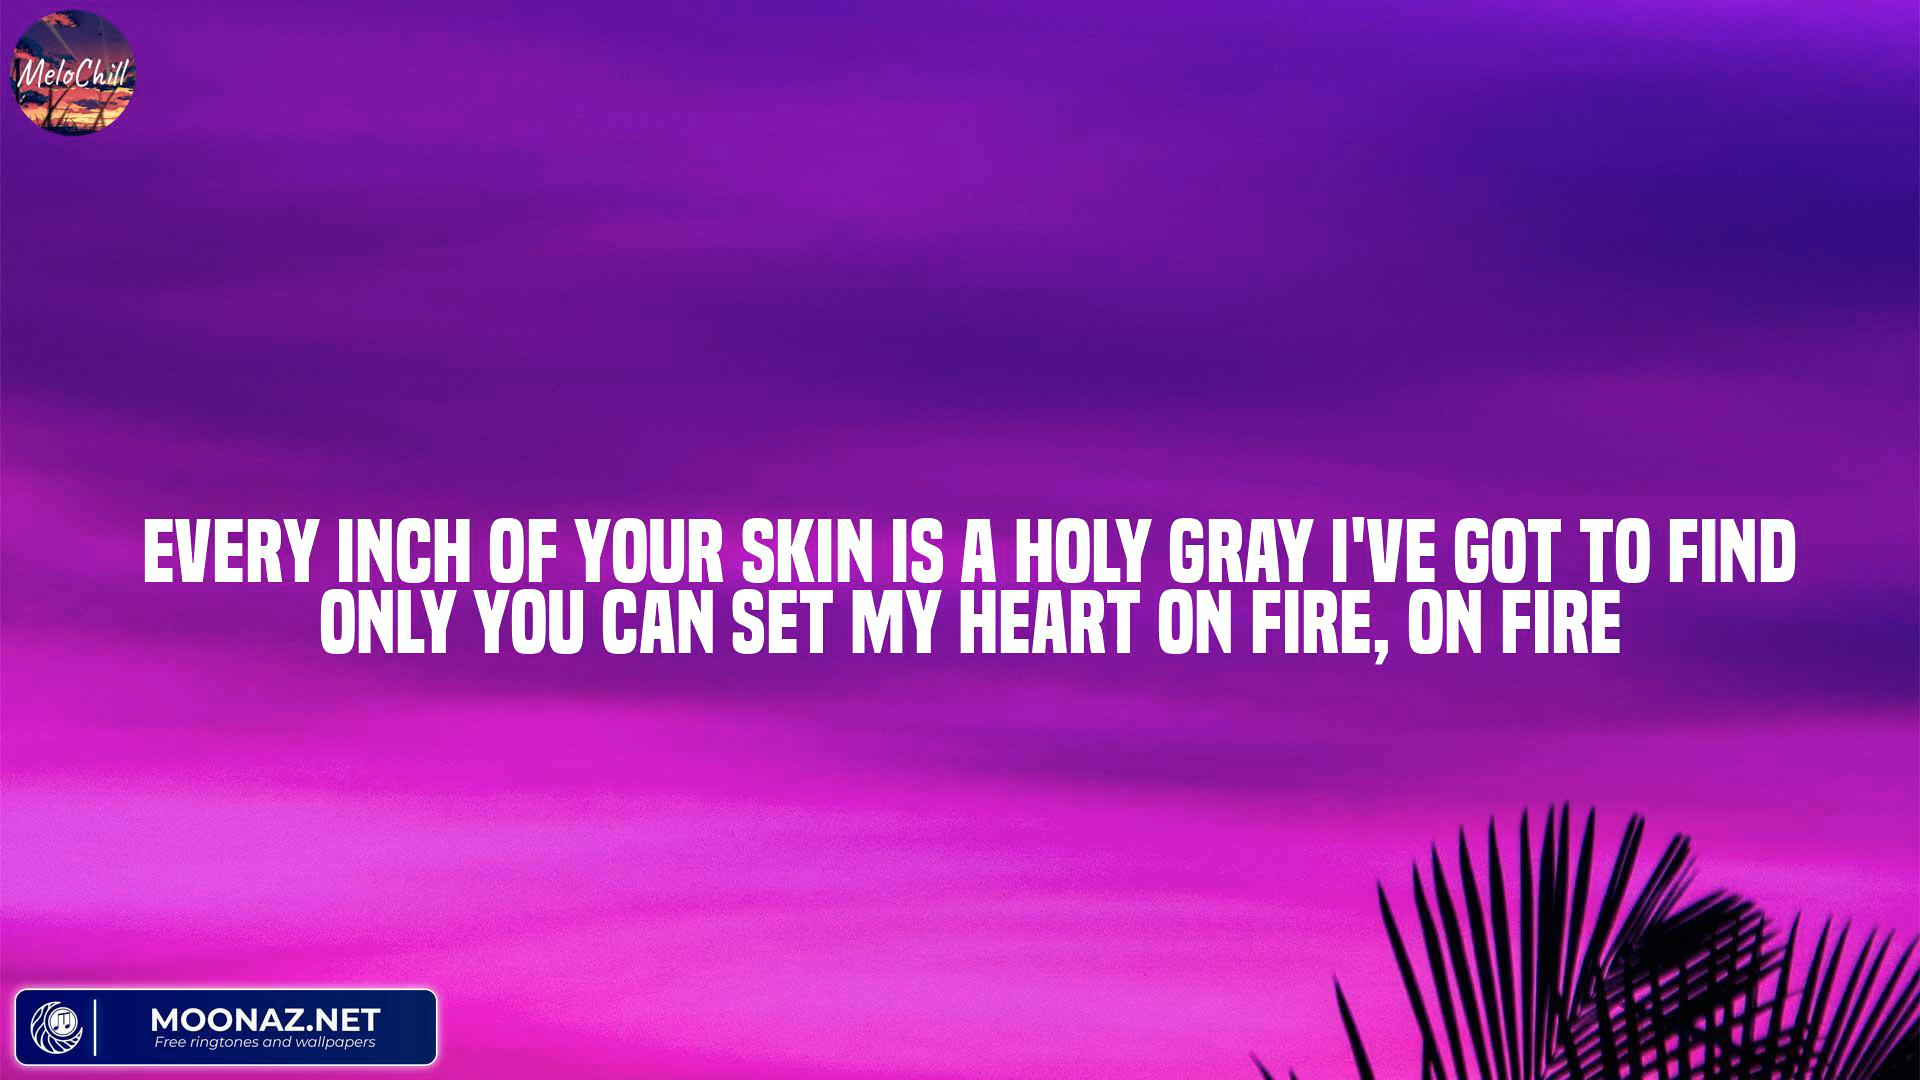 MeloChill
EVERY INCH OF YOUR SKIN IS A HOLY GRAY I'VE GOT TO FIND
ONLY YOU CAN SET MY HEART ON FIRE, ON FIRE
MOONAZ.NET
Free ringtones and wallpapers